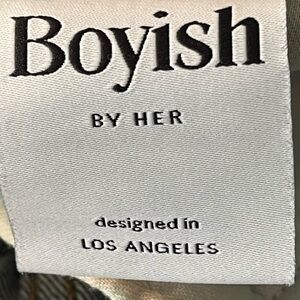 Boyish
BY HER
designed in
LOS ANGELES